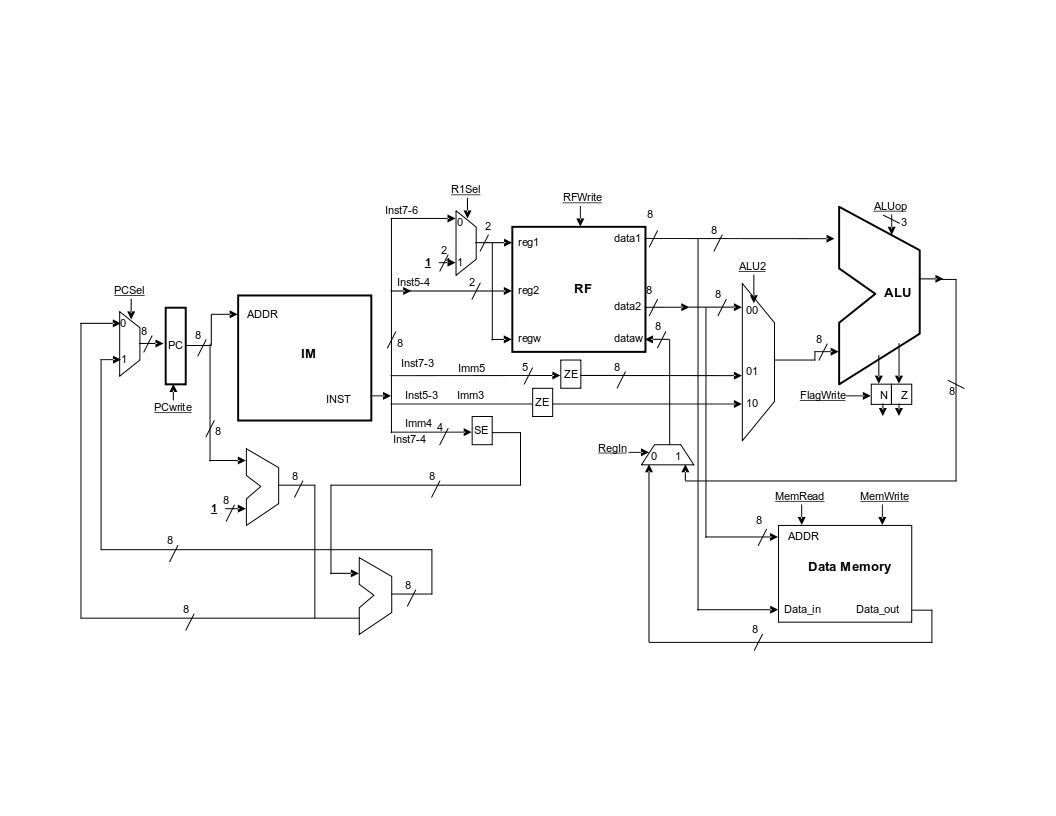 R1Sel
RFWrite
ALUop
3
Inst7-6
0
2
8
8
1
2
1
reg1
data1
ALU2
Inst5-4
2
reg2
RF
data2
8
8
00
ALU
PCSel
0
8
1
PC
8
ADDR
IM
INST
8
regw
dataw
8
8
PCwrite
Inst7-3
Imm5
5
ZE
8
01
Inst5-3
Imm3
ZE
10
FlagWrite
N
Z
8
Imm4
4
SE
Inst7-4
8
RegIn
0
1
8
8
8
1
MemRead
MemWrite
8
ADDR
Data Memory
Data_in
Data_out
8
8
8
8